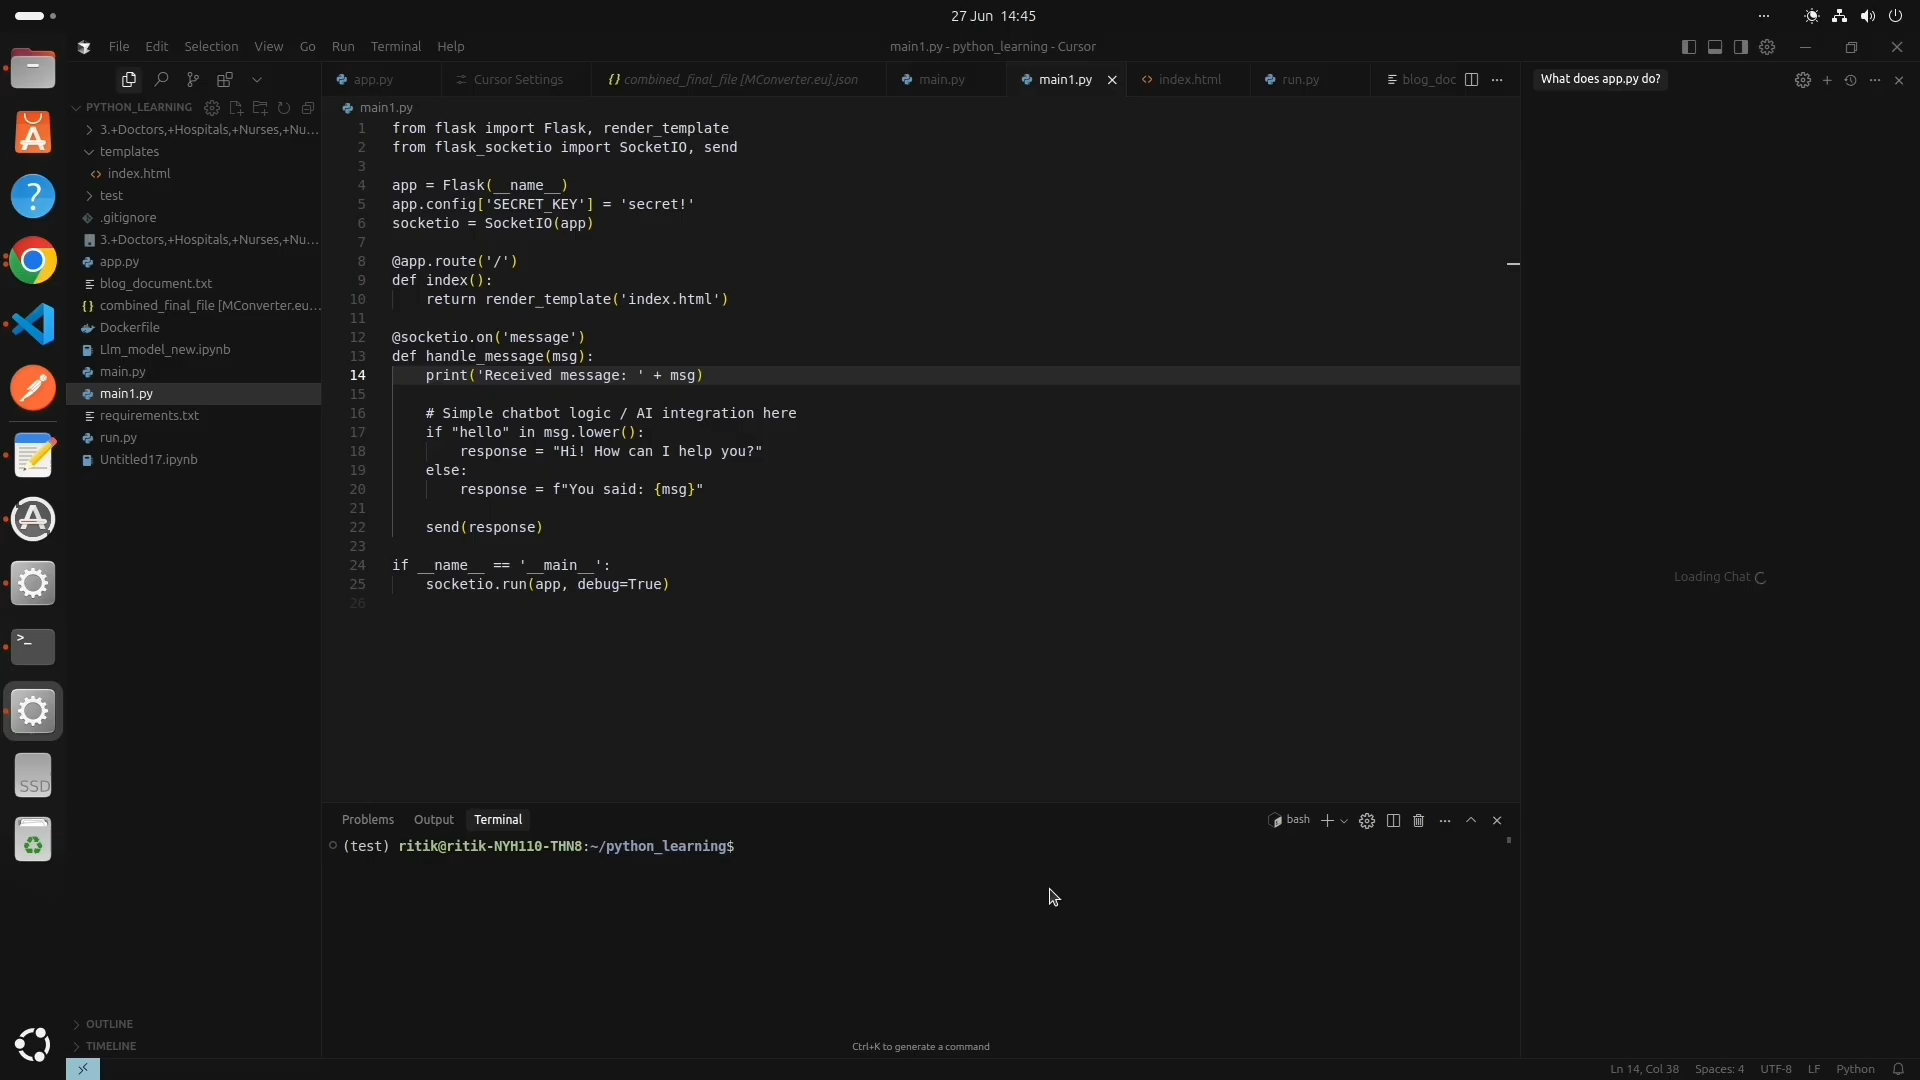 27 Jun 14:45
File Edit Selection View Go Run Terminal Help
main1.py - python_learning - Cursor
app.py
Cursor Settings
{} combined_final_file [MConverter.eu].json
main.py
main1.py
index.html
run.py
blog_doc
What does app.py do?
PYTHON_LEARNING
3.+Doctors,+Hospitals,+Nurses,+Nu...
templates
index.html
test
.gitignore
3.+Doctors,+Hospitals,+Nurses,+Nu...
app.py
blog_document.txt
{} combined_final_file [MConverter.eu...
Dockerfile
Llm_model_new.ipynb
main.py
main1.py
requirements.txt
run.py
Untitled17.ipynb
OUTLINE
TIMELINE
main1.py
1 from flask import Flask, render_template
2 from flask_socketio import SocketIO, send
3
4 app = Flask(__name__)
5 app.config['SECRET_KEY'] = 'secret!'
6 socketio = SocketIO(app)
7
8 @app.route('/')
9 def index():
10     return render_template('index.html')
11
12 @socketio.on('message')
13 def handle_message(msg):
14     print('Received message: ' + msg)
15
16     # Simple chatbot logic / AI integration here
17     if "hello" in msg.lower():
18         response = "Hi! How can I help you?"
19     else:
20         response = f"You said: {msg}"
21
22     send(response)
23
24 if __name__ == '__main__':
25     socketio.run(app, debug=True)
26
Loading Chat
Problems Output Terminal
bash
(test) ritik@ritik-NYH110-THN8:~/python_learning$
Ctrl+K to generate a command
SSD
Ln 14, Col 38 Spaces: 4 UTF-8 LF Python